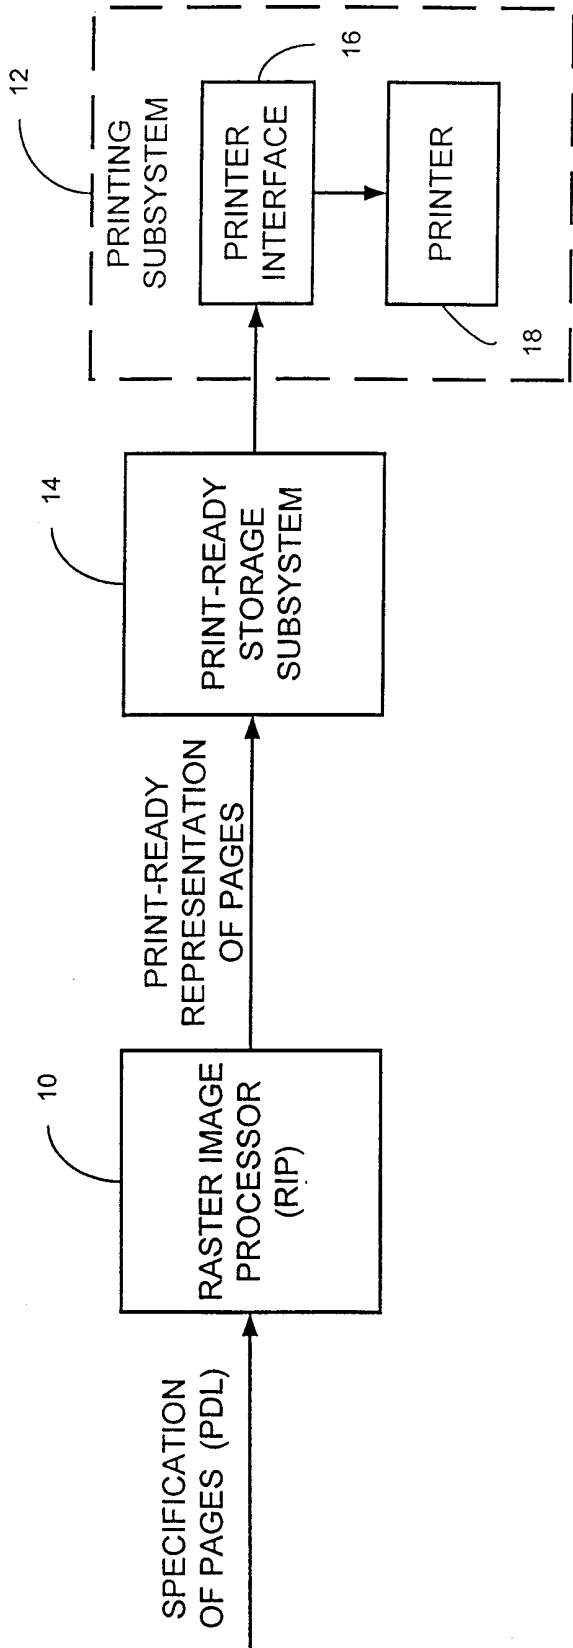 SPECIFICATION
OF PAGES (PDL)
10
RASTER IMAGE
PROCESSOR
(RIP)
PRINT-READY
REPRESENTATION
OF PAGES
14
PRINT-READY
STORAGE
SUBSYSTEM
12
PRINTING
SUBSYSTEM
16
PRINTER
INTERFACE
PRINTER
18